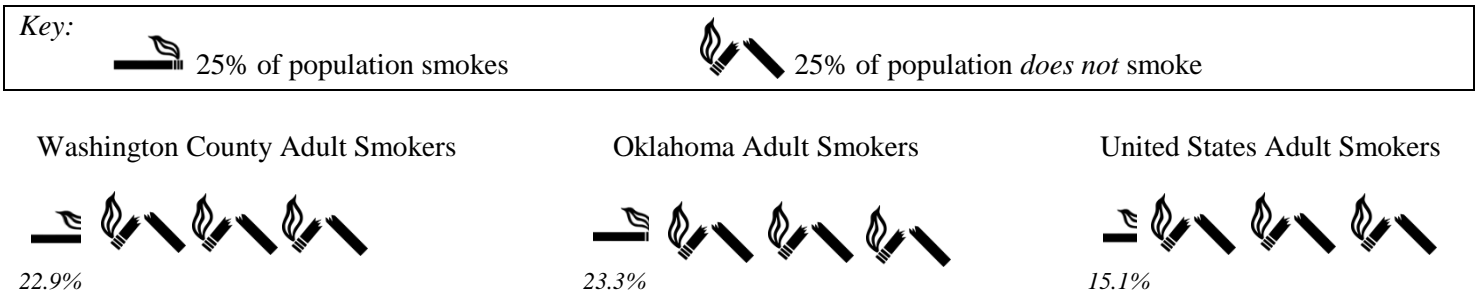 Key:
25% of population smokes
25% of population does not smoke
Washington County Adult Smokers
Oklahoma Adult Smokers
United States Adult Smokers
22.9%
23.3%
15.1%